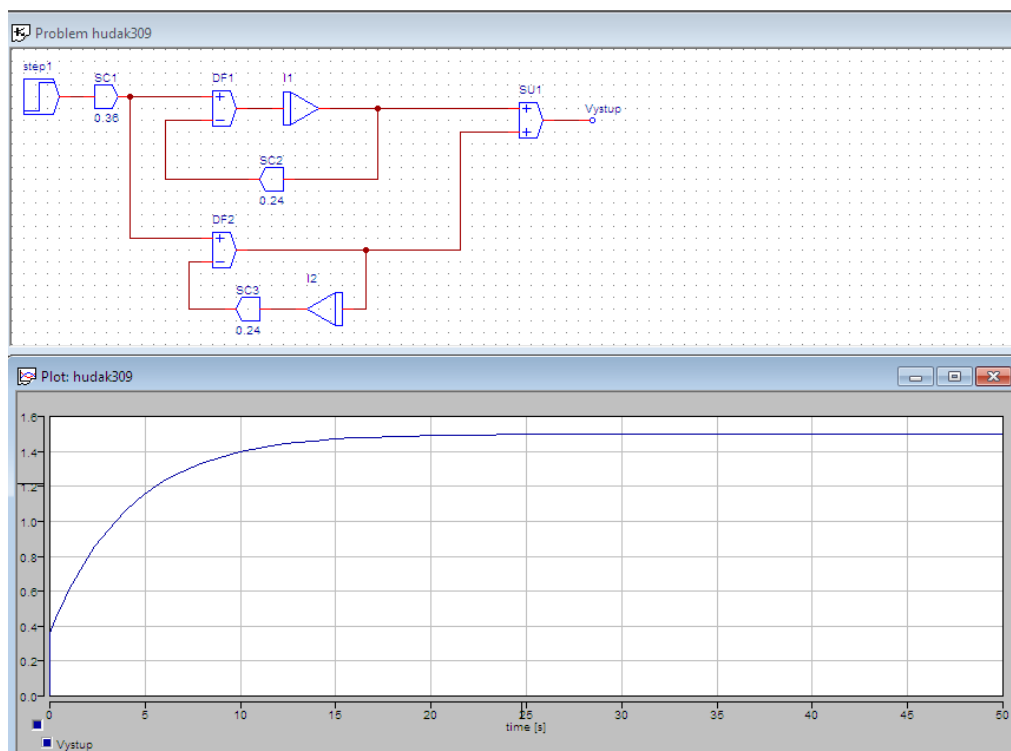 Problem hudak309
step1
SC1
0.36
DF1
+
−
I1
SC2
0.24
SU1
+
+
Vystup
DF2
+
−
I2
SC3
0.24
Plot: hudak309
1.6
1.4
1.2
1.0
0.8
0.6
0.4
0.2
0.0
0 5 10 15 20 25 30 35 40 45 50
time [s]
Vystup